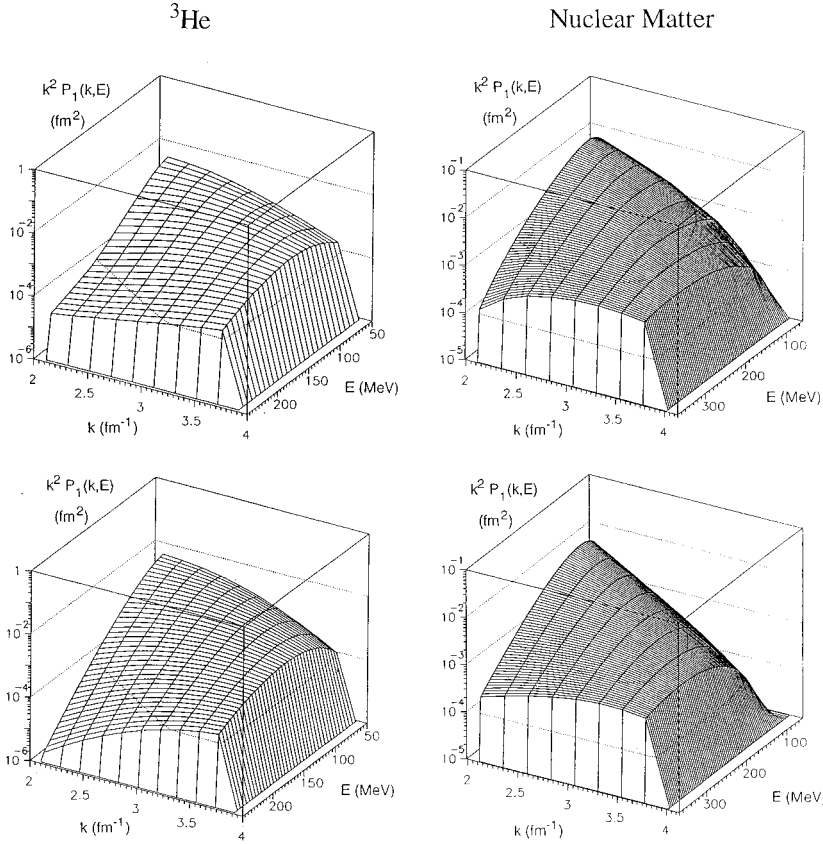 ³He
Nuclear Matter
k² P₁(k,E)
(fm²)
1
10⁻²
10⁻⁴
10⁻⁶
2
2.5
3
3.5
4
k (fm⁻¹)
50
100
150
200
E (MeV)
k² P₁(k,E)
(fm²)
10⁻¹
10⁻²
10⁻³
10⁻⁴
10⁻⁵
2
2.5
3
3.5
4
k (fm⁻¹)
100
200
300
E (MeV)
k² P₁(k,E)
(fm²)
1
10⁻²
10⁻⁴
10⁻⁶
2
2.5
3
3.5
4
k (fm⁻¹)
50
100
150
200
E (MeV)
k² P₁(k,E)
(fm²)
10⁻¹
10⁻²
10⁻³
10⁻⁴
10⁻⁵
2
2.5
3
3.5
4
k (fm⁻¹)
100
200
300
E (MeV)